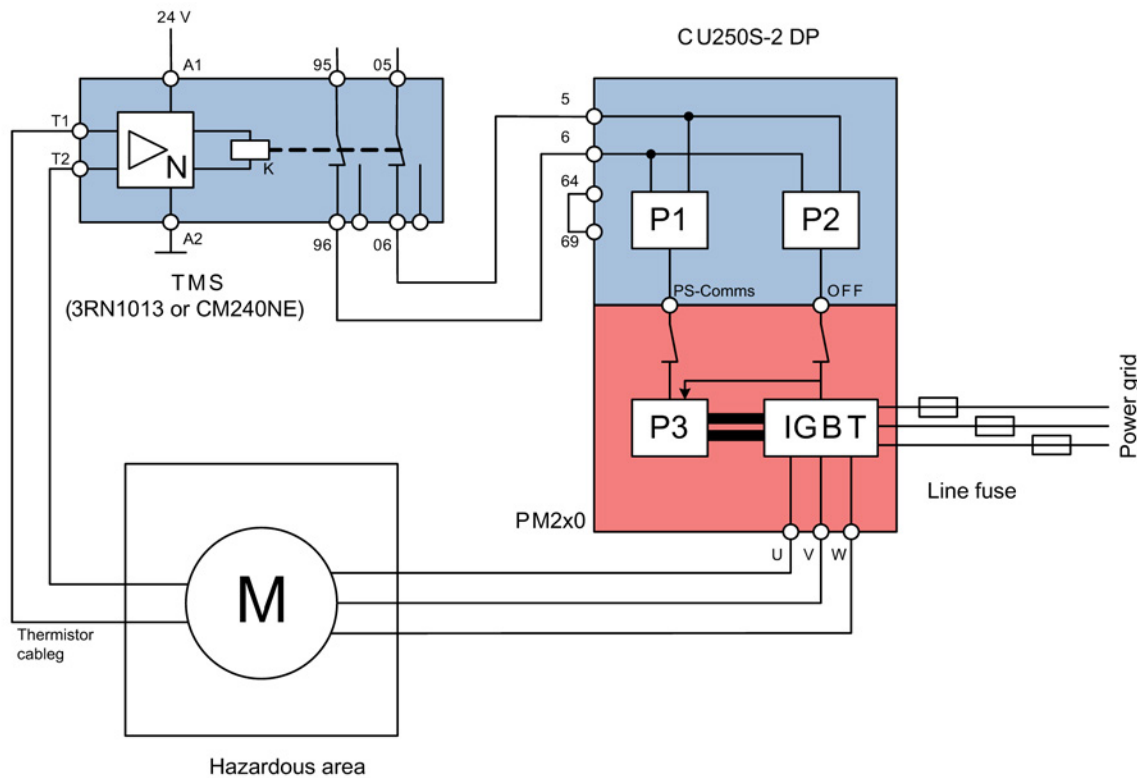 24 V
CU250S-2 DP
A1
95
05
T1
T2
N
K
A2
96
06
TMS
(3RN1013 or CM240NE)
5
6
64
69
P1
P2
PS-Comms
OFF
P3
IGBT
Power grid
Line fuse
PM2x0
U
V
W
M
Thermistor
cableg
Hazardous area